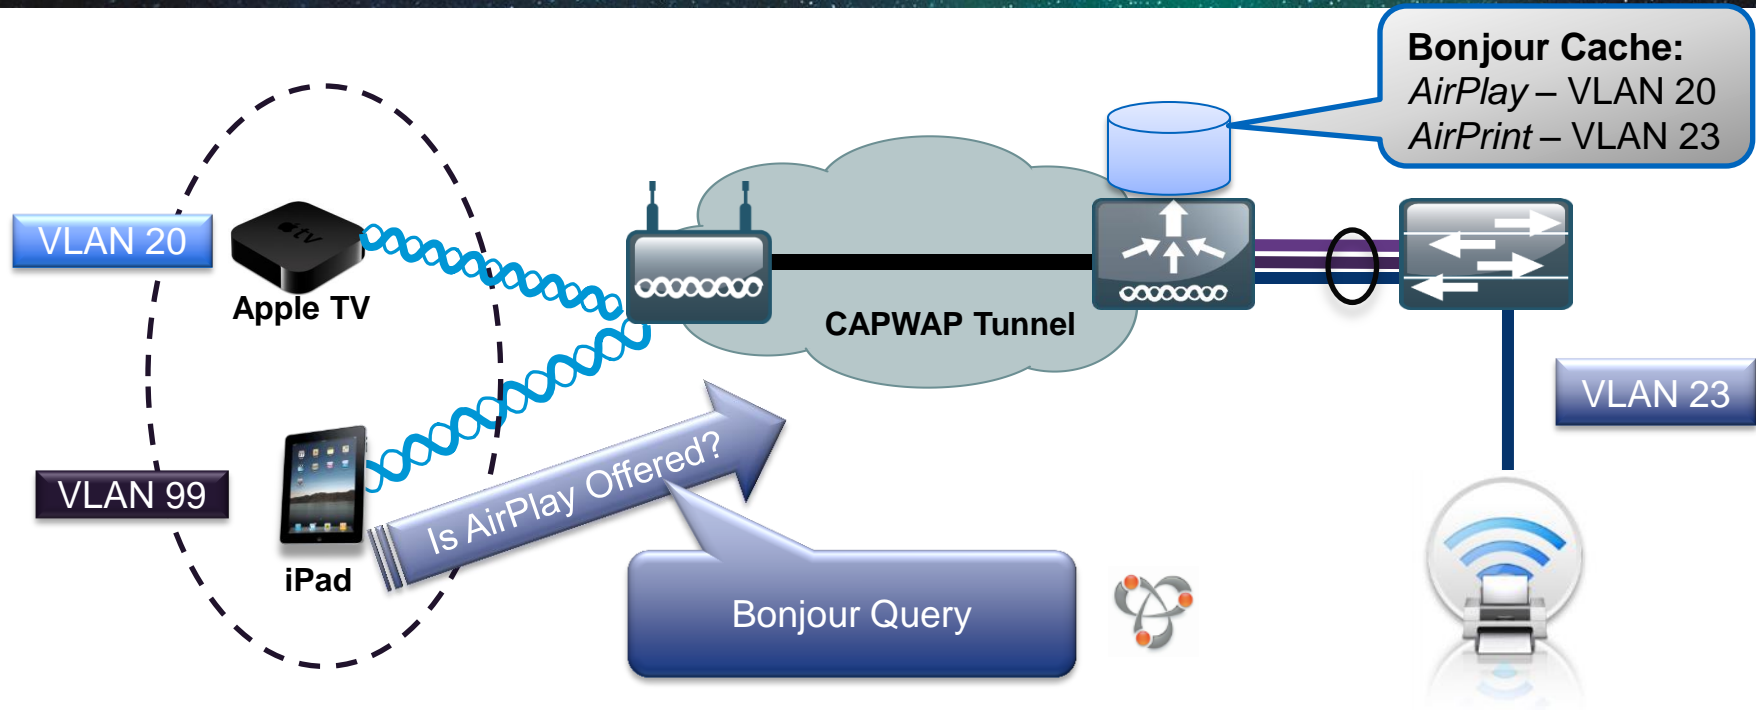 Bonjour Cache:
AirPlay – VLAN 20
AirPrint – VLAN 23
VLAN 20
tv
Apple TV
CAPWAP Tunnel
VLAN 23
VLAN 99
iPad
Is AirPlay Offered?
Bonjour Query